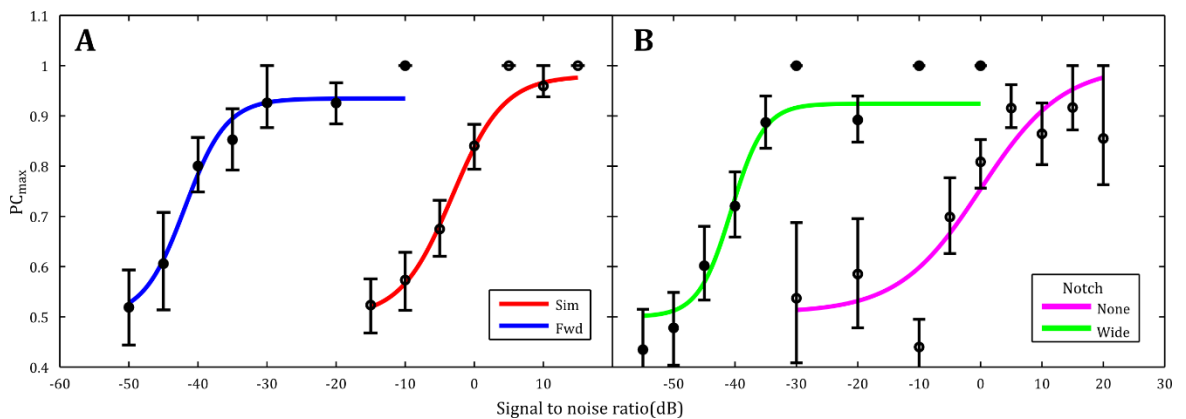 A
B
PCmax
1.1
1
0.9
0.8
0.7
0.6
0.5
0.4
Sim
Fwd
Notch
None
Wide
-60 -50 -40 -30 -20 -10 0 10
-50 -40 -30 -20 -10 0 10 20 30
Signal to noise ratio(dB)